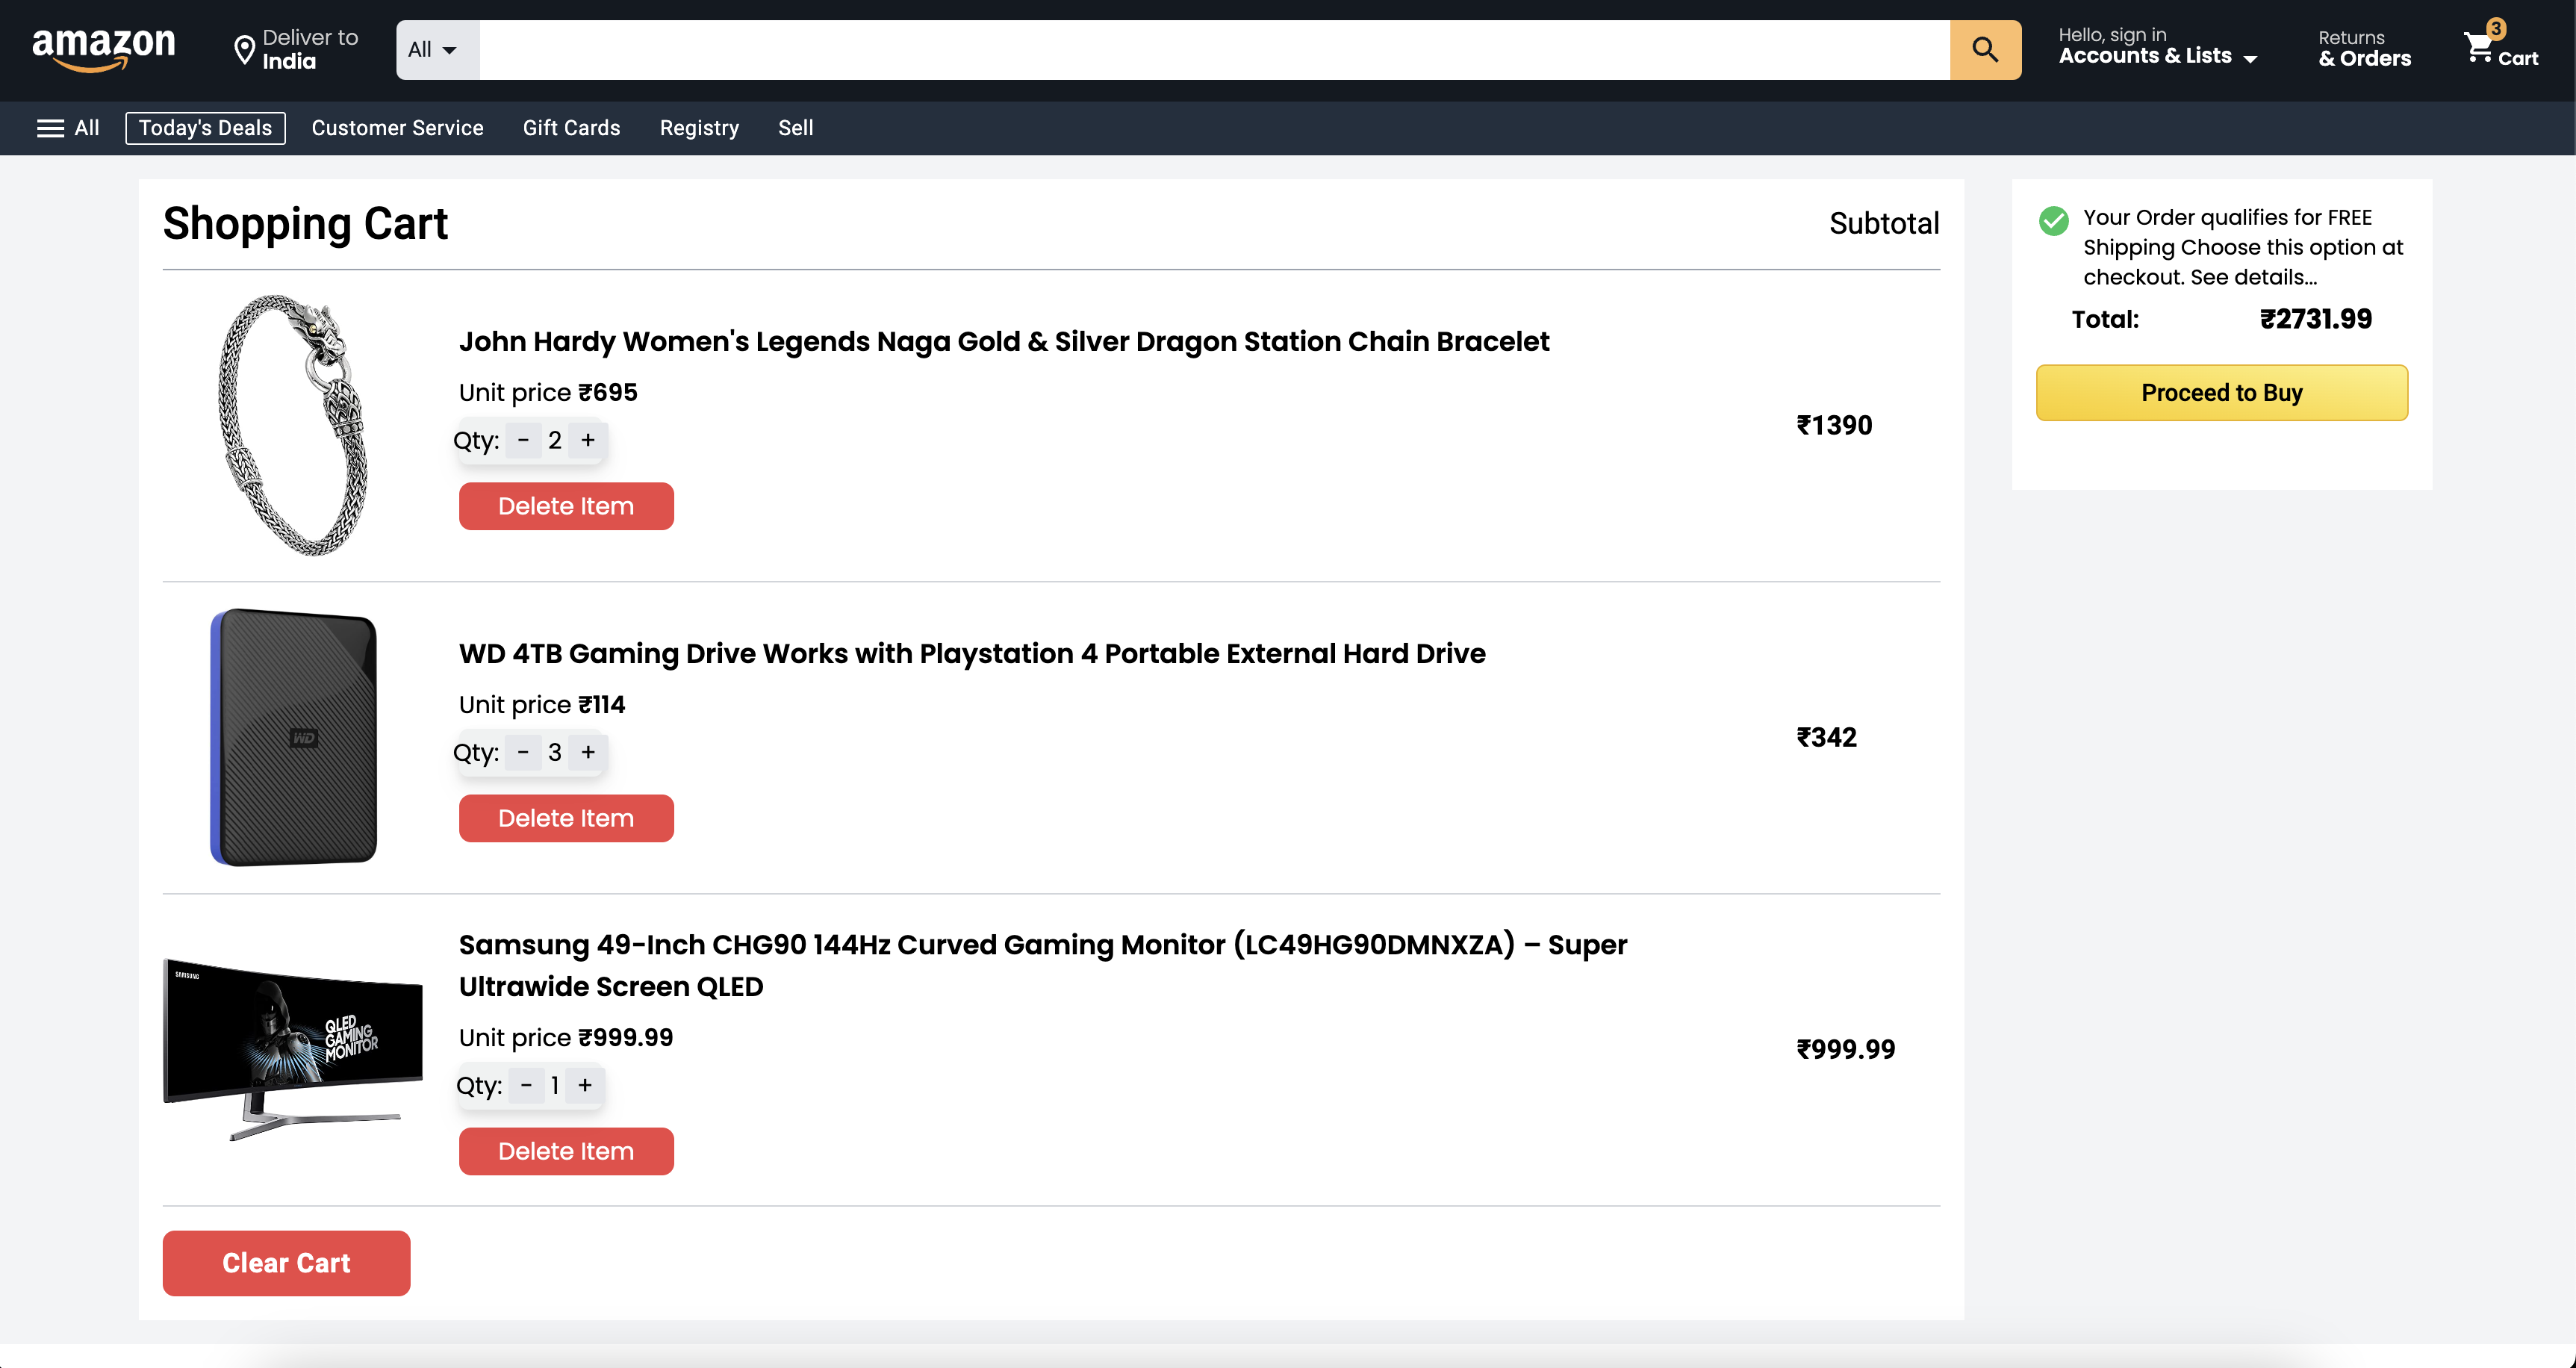 amazon
Deliver to
India
All
Hello, sign in
Accounts & Lists
Returns
& Orders
3
Cart
All
Today's Deals
Customer Service
Gift Cards
Registry
Sell
Shopping Cart
Subtotal
John Hardy Women's Legends Naga Gold & Silver Dragon Station Chain Bracelet
Unit price ₹695
Qty: - 2 +
₹1390
Delete Item
WD
WD 4TB Gaming Drive Works with Playstation 4 Portable External Hard Drive
Unit price ₹114
Qty: - 3 +
₹342
Delete Item
SAMSUNG
QLED
GAMING
MONITOR
Samsung 49-Inch CHG90 144Hz Curved Gaming Monitor (LC49HG90DMNXZA) – Super
Ultrawide Screen QLED
Unit price ₹999.99
Qty: - 1 +
₹999.99
Delete Item
Clear Cart
Your Order qualifies for FREE
Shipping Choose this option at
checkout. See details...
Total: ₹2731.99
Proceed to Buy